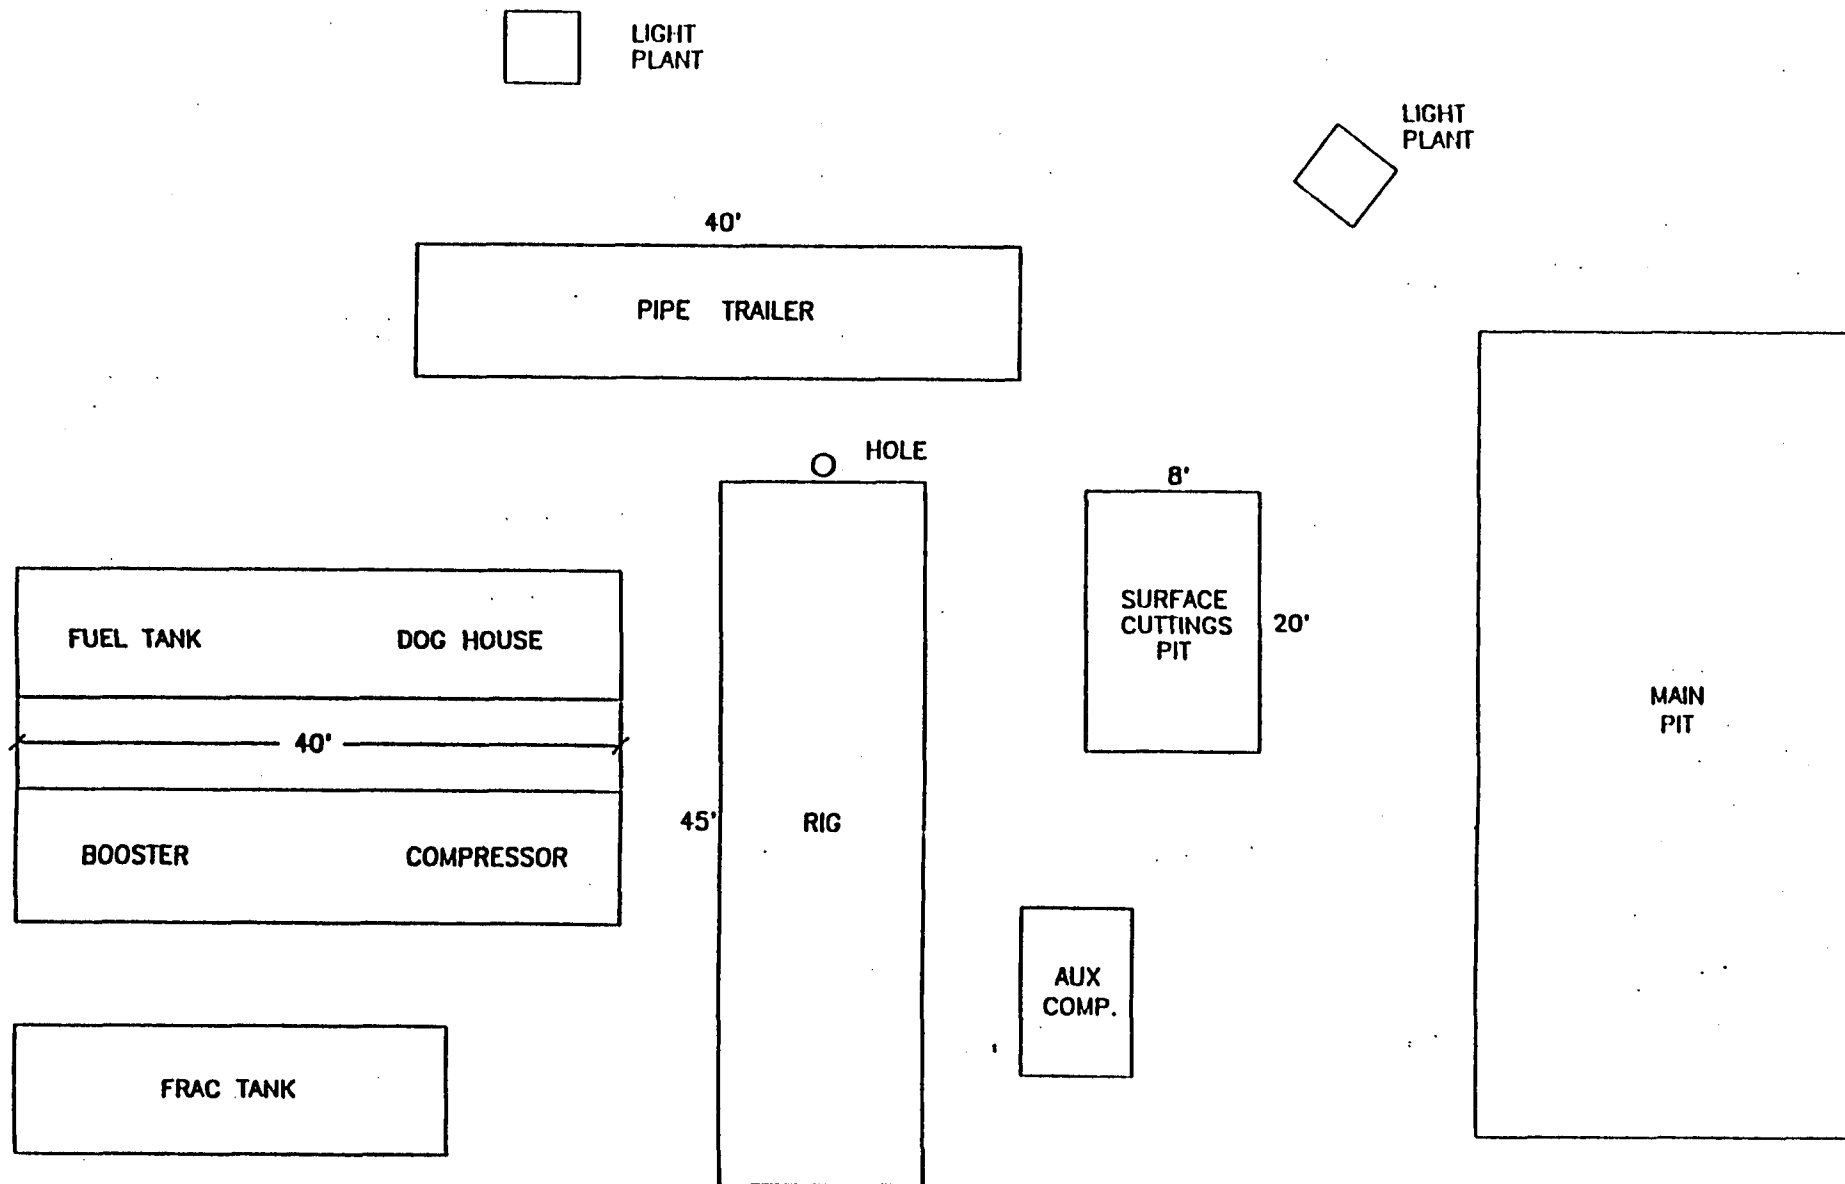 LIGHT
PLANT
LIGHT
PLANT
40'
PIPE TRAILER
HOLE
8'
SURFACE
CUTTINGS
PIT
20'
FUEL TANK DOG HOUSE
MAIN
PIT
40'
45'
RIG
BOOSTER COMPRESSOR
AUX
COMP.
FRAC TANK